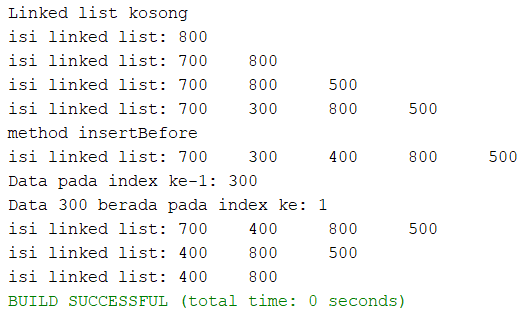 Linked list kosong
isi linked list: 800
isi linked list: 700 800
isi linked list: 700 800 500
isi linked list: 700 300 800 500
method insertBefore
isi linked list: 700 300 400 800 500
Data pada index ke-1: 300
Data 300 berada pada index ke: 1
isi linked list: 700 400 800 500
isi linked list: 400 800 500
isi linked list: 400 800
BUILD SUCCESSFUL (total time: 0 seconds)